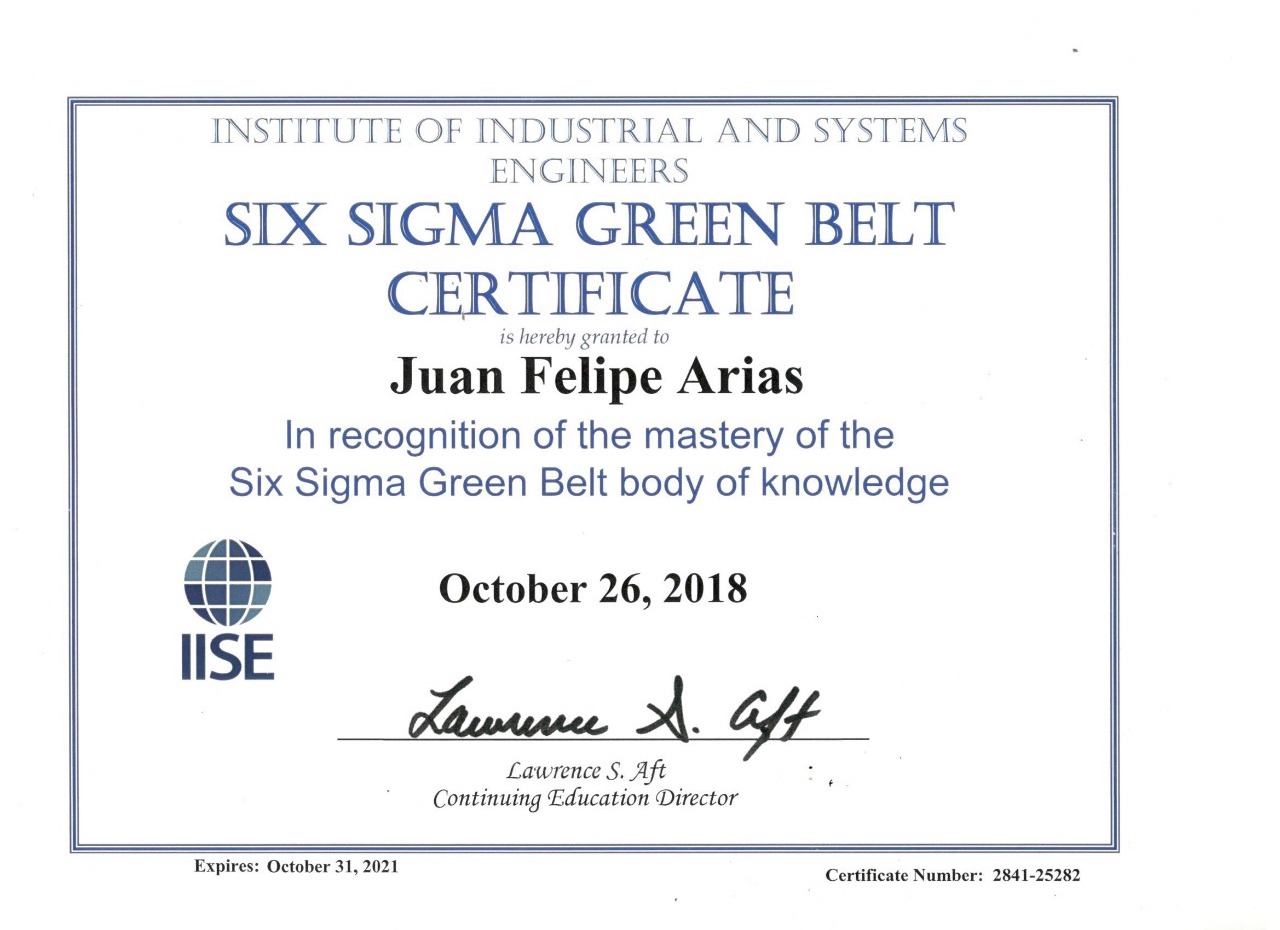 INSTITUTE OF INDUSTRIAL AND SYSTEMS
ENGINEERS
SIX SIGMA GREEN BELT
CERTIFICATE
is hereby granted to
Juan Felipe Arias
In recognition of the mastery of the
Six Sigma Green Belt body of knowledge
October 26, 2018
IISE
Lawrence S. Aft
Lawrence S. Aft
Continuing Education Director
Expires: October 31, 2021
Certificate Number: 2841-25282